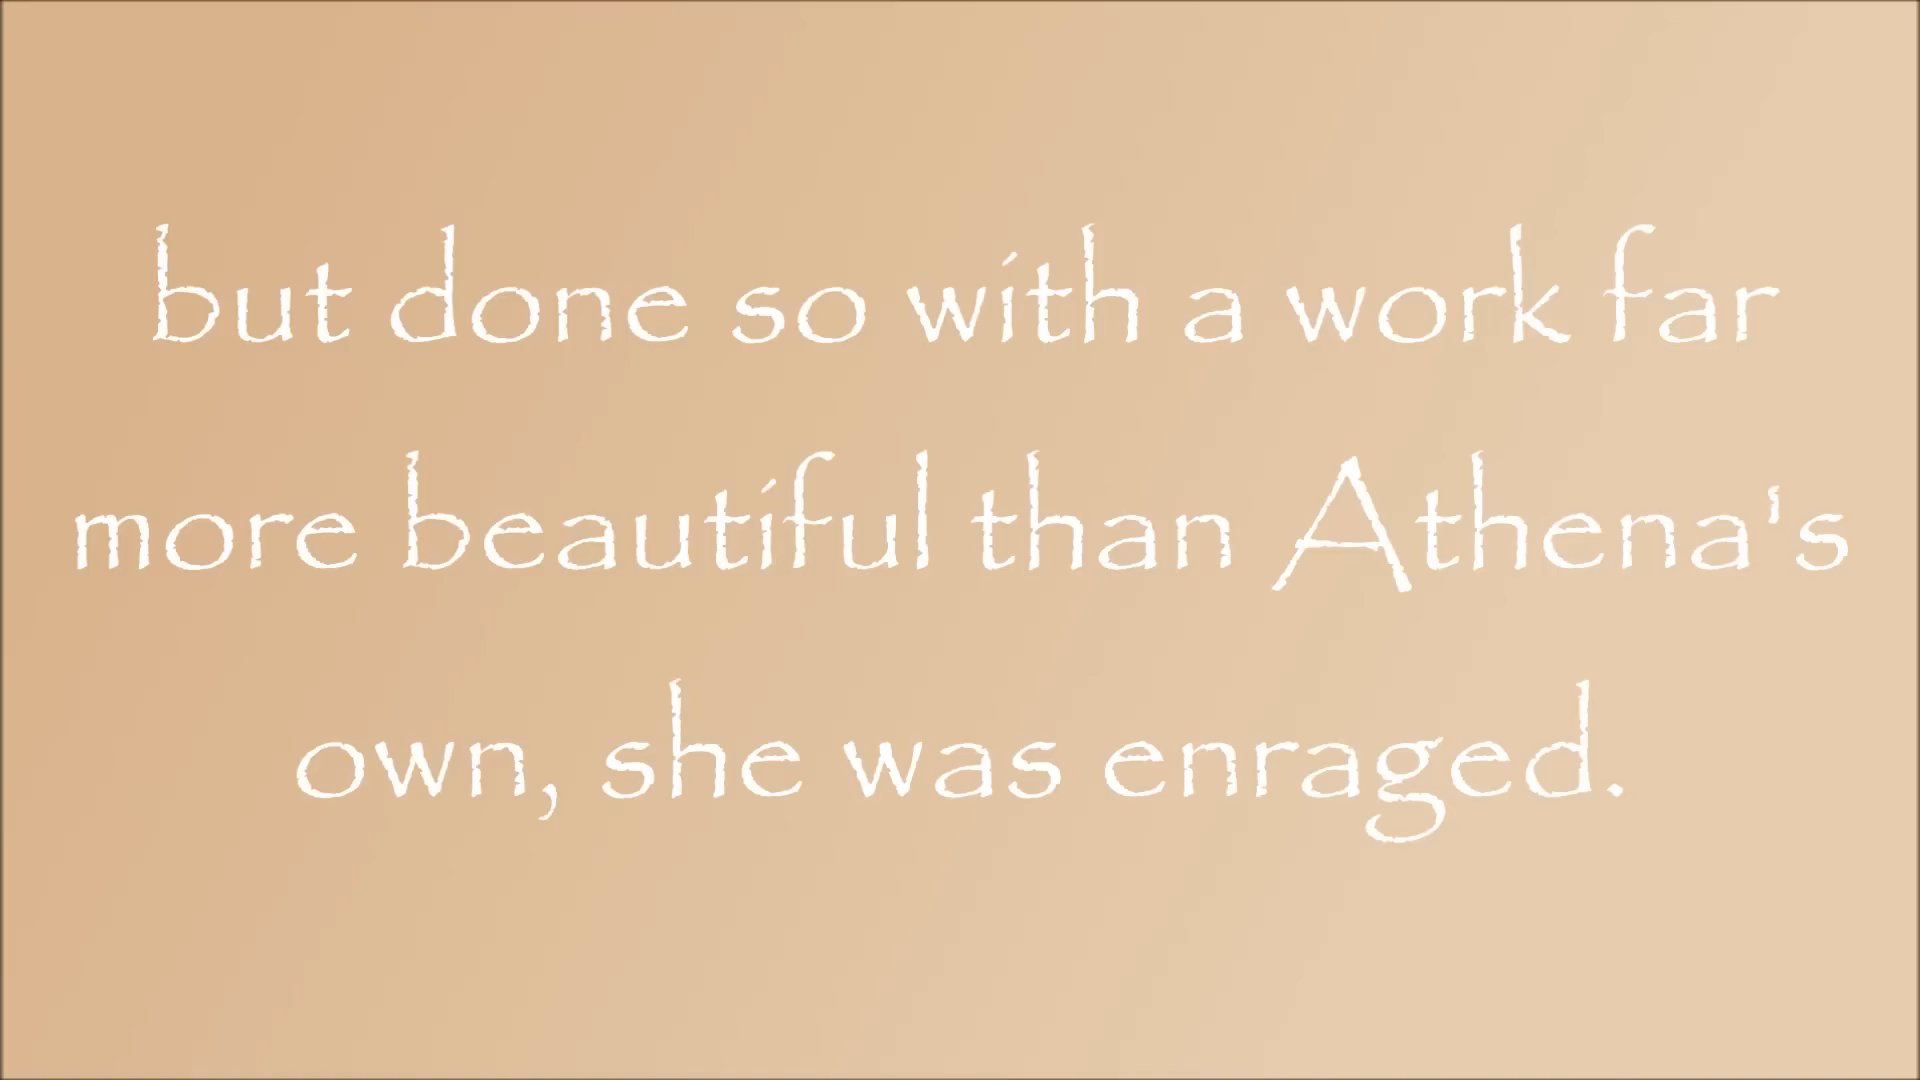 but done so with a work far
more beautiful than Athena's
own, she was enraged.